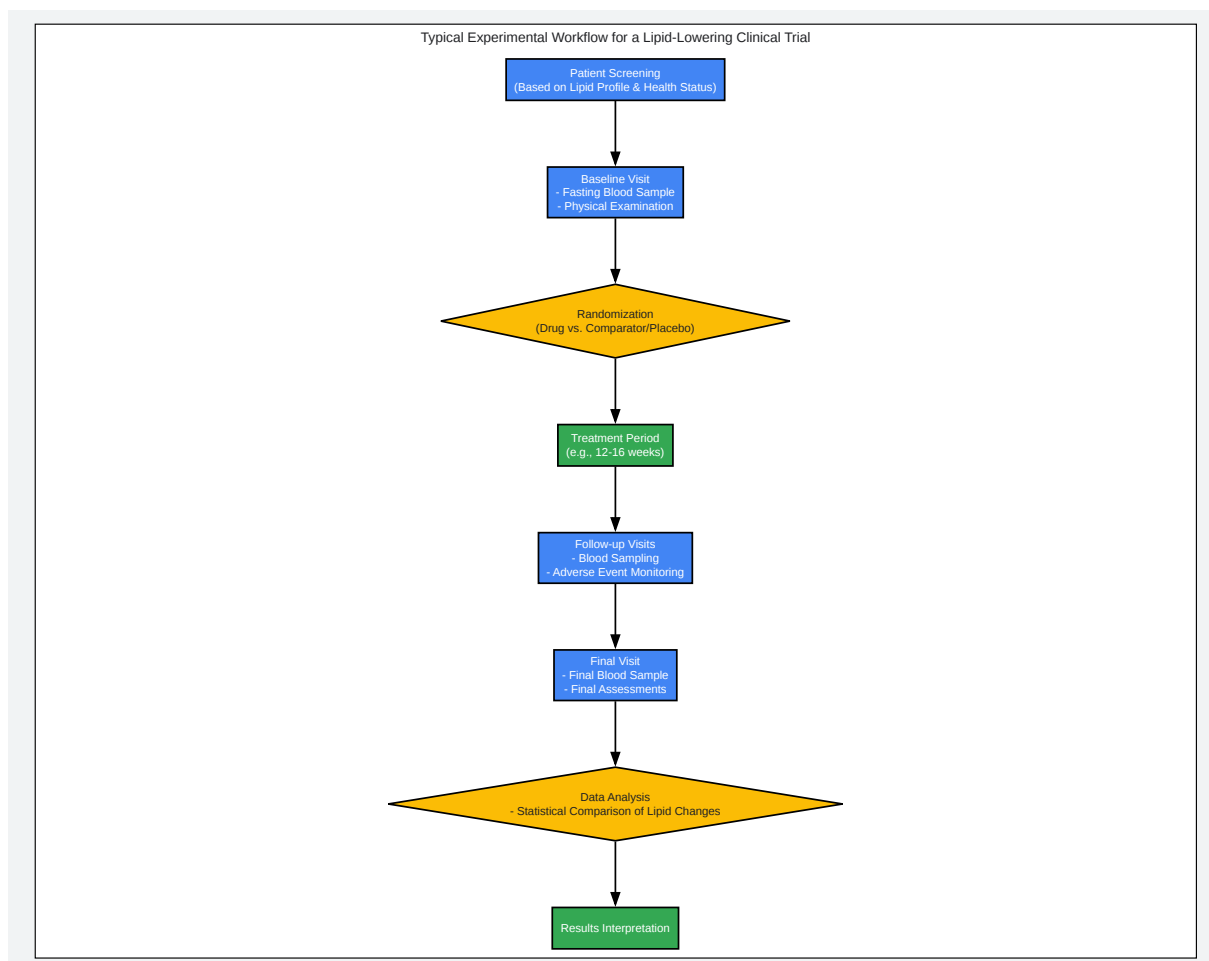 Typical Experimental Workflow for a Lipid-Lowering Clinical Trial
Patient Screening
(Based on Lipid Profile & Health Status)
Baseline Visit
- Fasting Blood Sample
- Physical Examination
Randomization
(Drug vs. Comparator/Placebo)
Treatment Period
(e.g., 12-16 weeks)
Follow-up Visits
- Blood Sampling
- Adverse Event Monitoring
Final Visit
- Final Blood Sample
- Final Assessments
Data Analysis
- Statistical Comparison of Lipid Changes
Results Interpretation